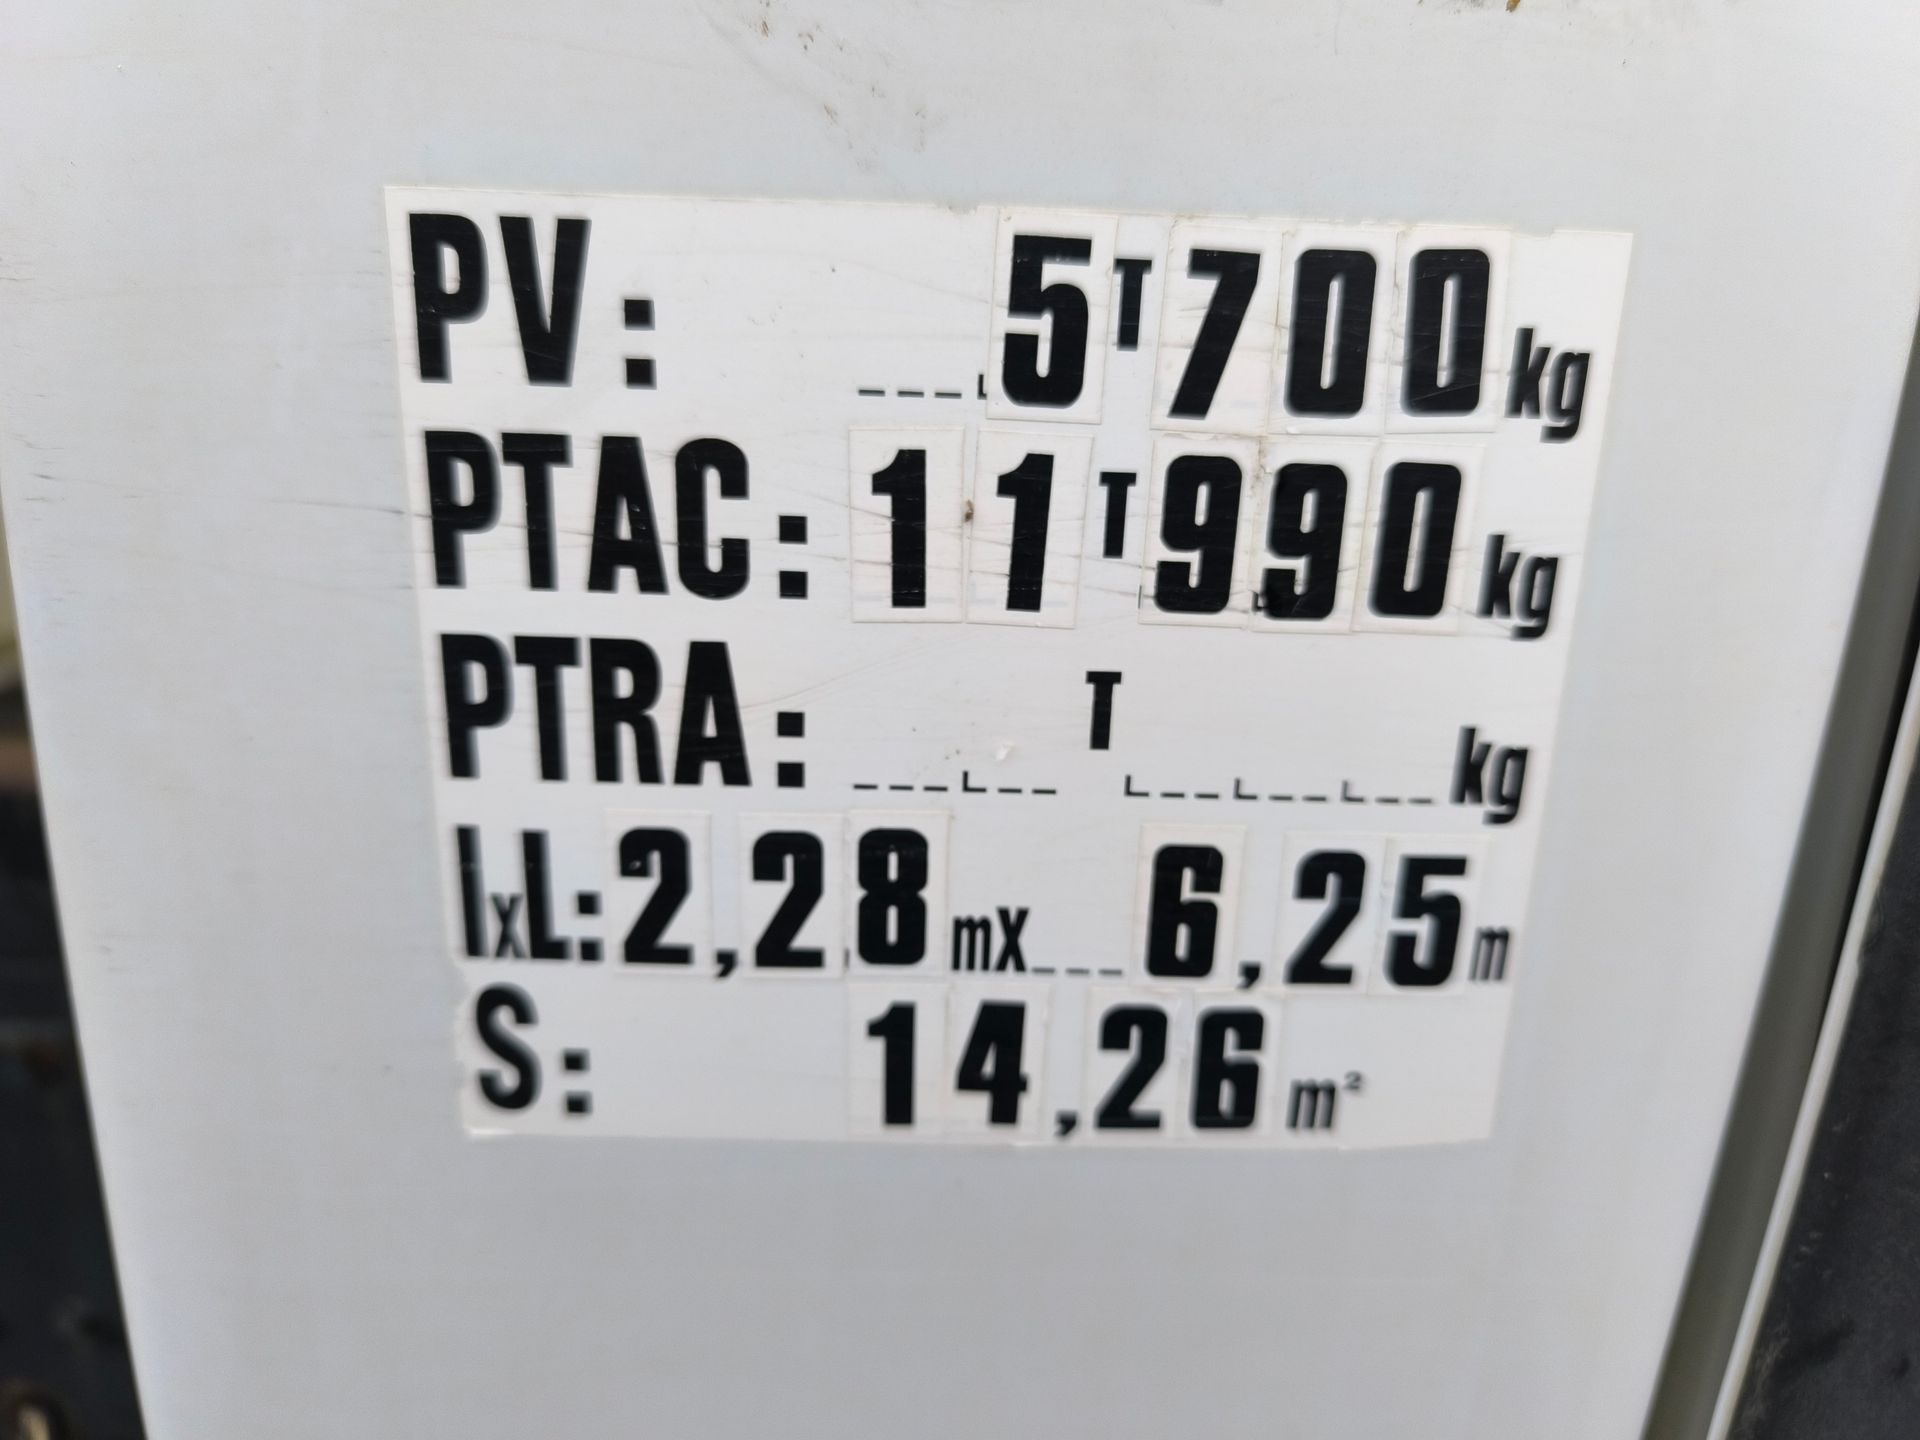 PV: 5T700kg
PTAC: 11T990kg
PTRA: T kg
lxL: 2,28mX 6,25m
S: 14,26m²